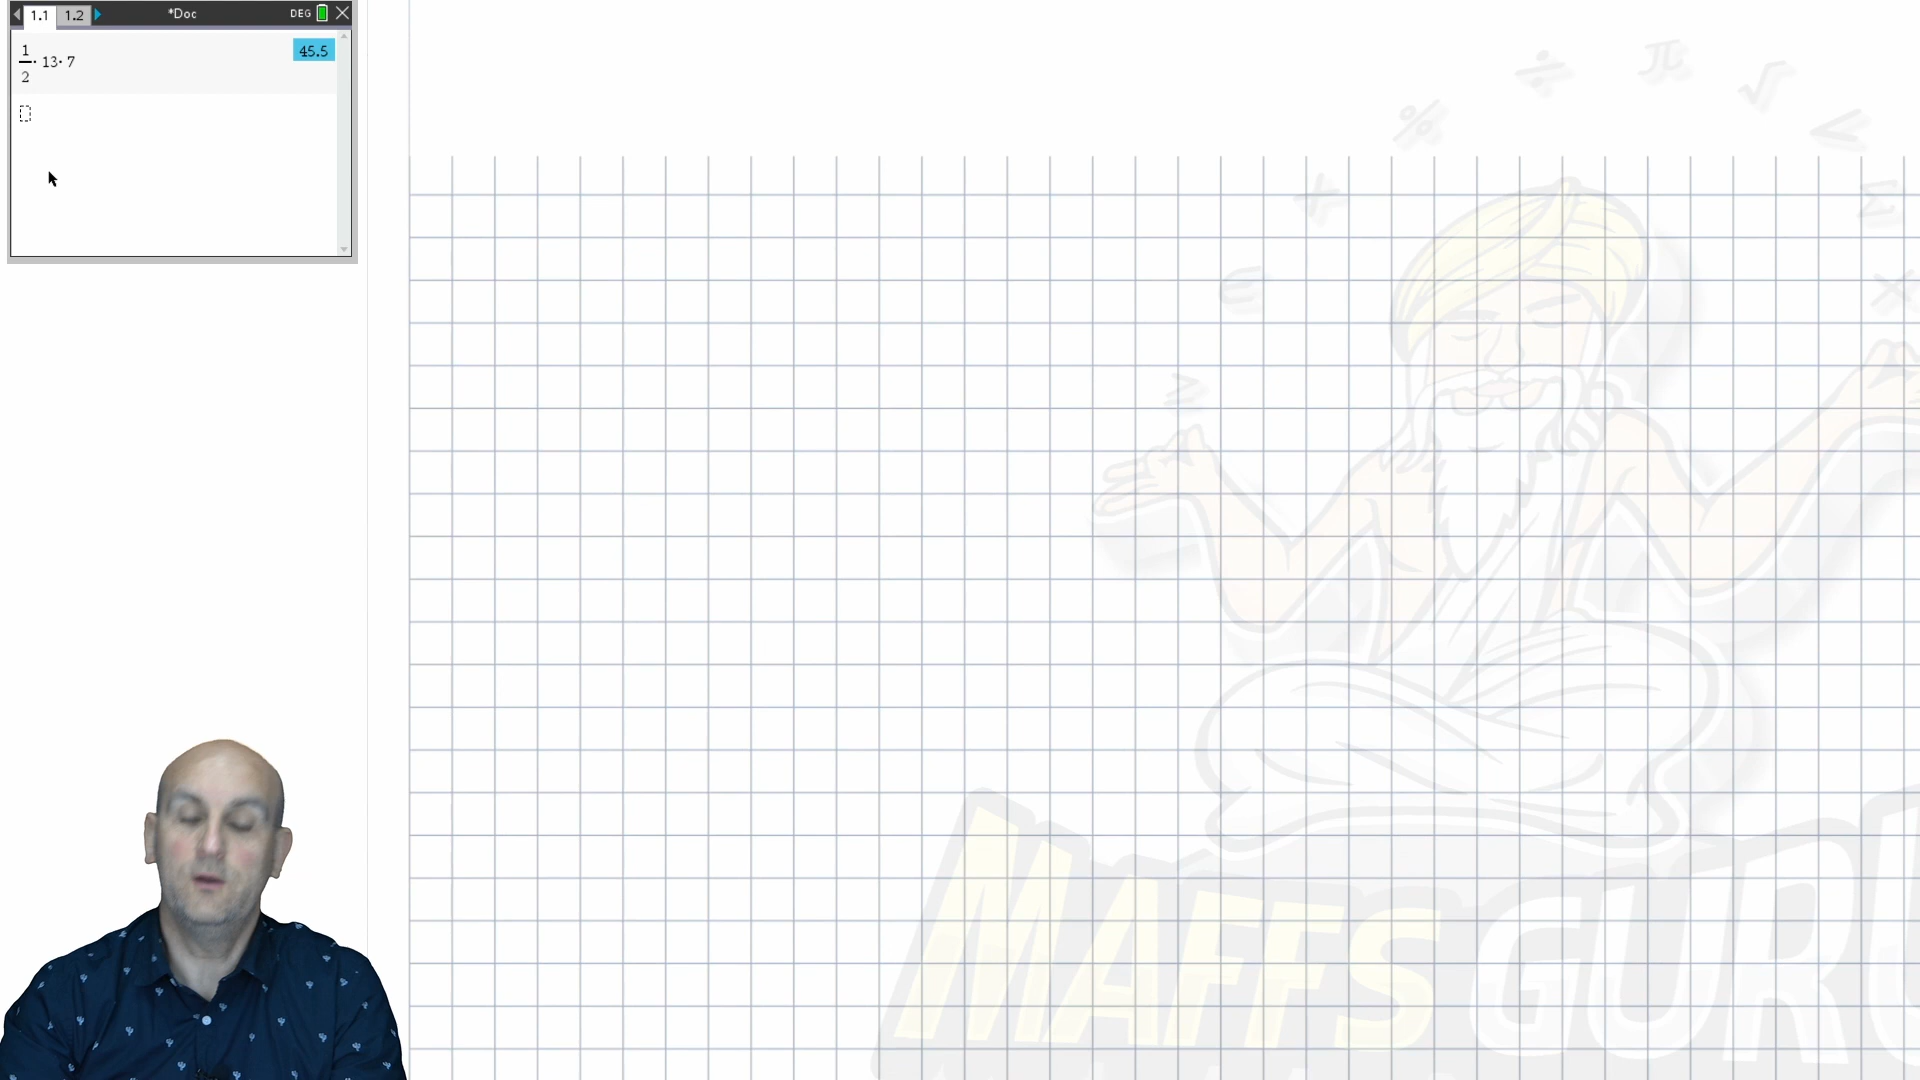 1.1 1.2 *Doc DEG
1/2 · 13 · 7 45.5
÷ π √
% <
× Σ
∈ ×
≥
MAFFS GURU